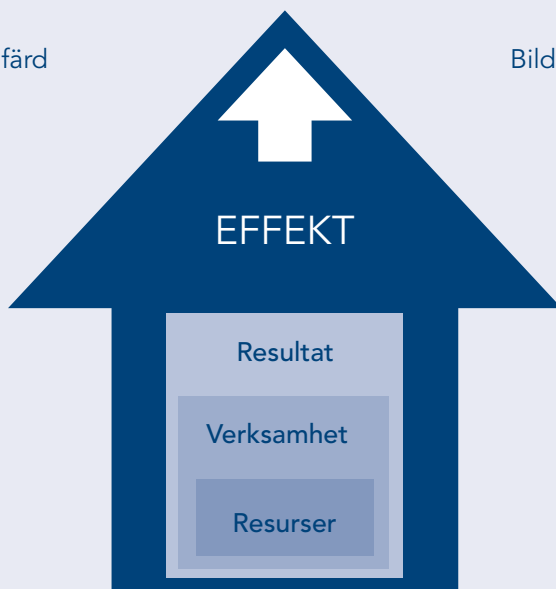 färd
Bild
EFFEKT
Resultat
Verksamhet
Resurser